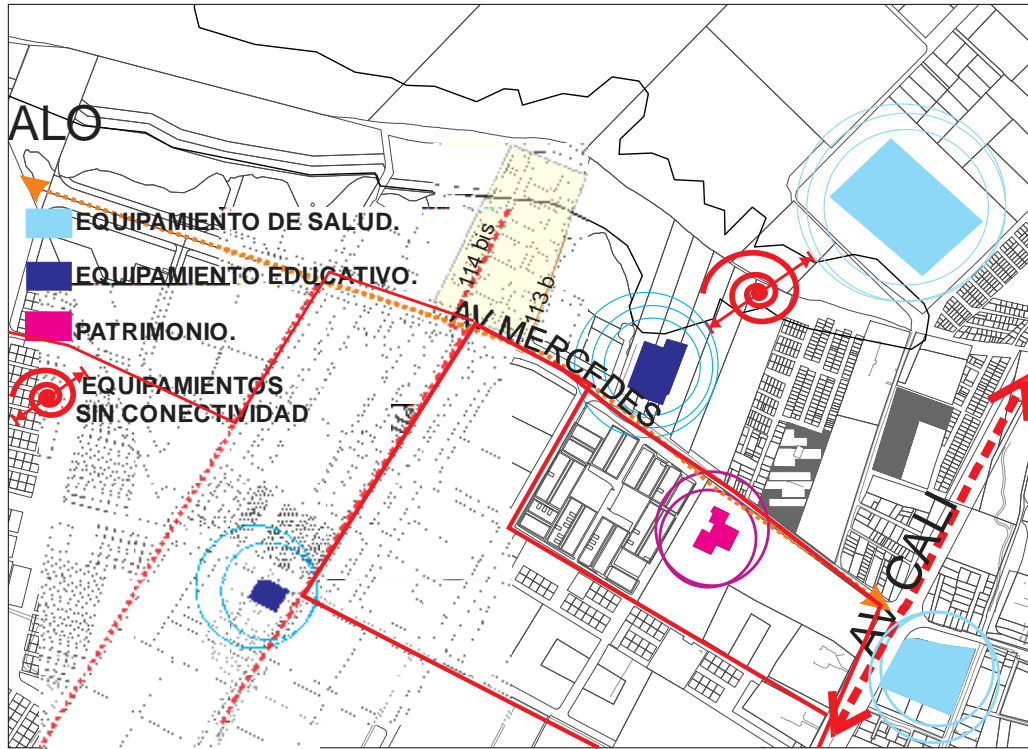 ALO
EQUIPAMIENTO DE SALUD.
EQUIPAMIENTO EDUCATIVO.
PATRIMONIO.
EQUIPAMIENTOS
SIN CONECTIVIDAD
114 bis
113 b
AV MERCEDES
AV CALI